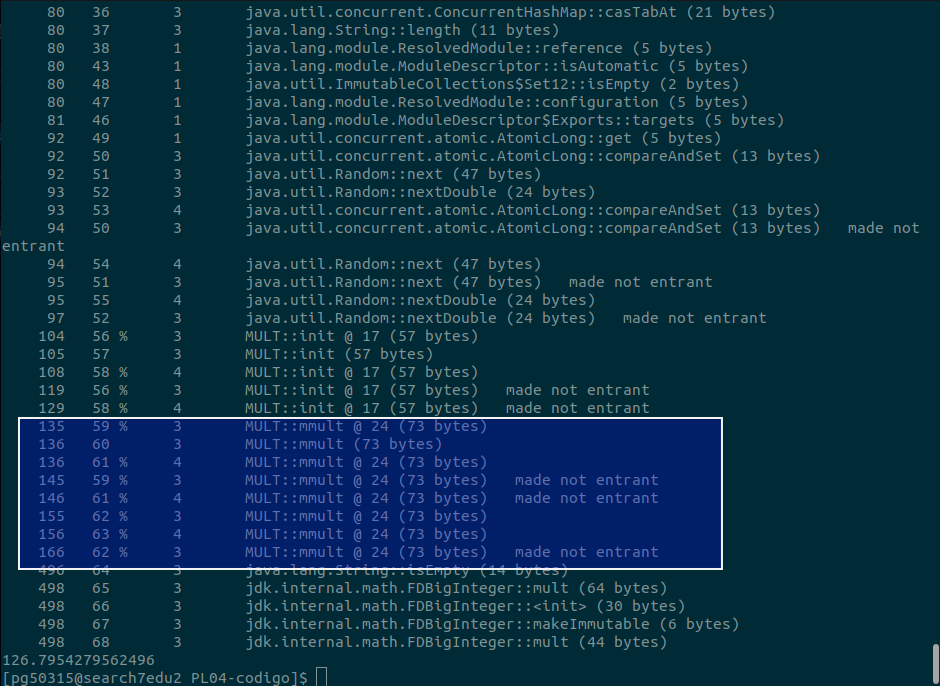 80 36 3 java.util.concurrent.ConcurrentHashMap::casTabAt (21 bytes)
80 37 3 java.lang.String::length (11 bytes)
80 38 1 java.lang.module.ResolvedModule::reference (5 bytes)
80 43 1 java.lang.module.ModuleDescriptor::isAutomatic (5 bytes)
80 48 1 java.util.ImmutableCollections$Set12::isEmpty (2 bytes)
80 47 1 java.lang.module.ResolvedModule::configuration (5 bytes)
81 46 1 java.lang.module.ModuleDescriptor$Exports::targets (5 bytes)
92 49 1 java.util.concurrent.atomic.AtomicLong::get (5 bytes)
92 50 3 java.util.concurrent.atomic.AtomicLong::compareAndSet (13 bytes)
92 51 3 java.util.Random::next (47 bytes)
93 52 3 java.util.Random::nextDouble (24 bytes)
93 53 4 java.util.concurrent.atomic.AtomicLong::compareAndSet (13 bytes)
94 50 3 java.util.concurrent.atomic.AtomicLong::compareAndSet (13 bytes) made not
entrant
94 54 4 java.util.Random::next (47 bytes)
95 51 3 java.util.Random::next (47 bytes) made not entrant
95 55 4 java.util.Random::nextDouble (24 bytes)
97 52 3 java.util.Random::nextDouble (24 bytes) made not entrant
104 56 % 3 MULT::init @ 17 (57 bytes)
105 57 3 MULT::init (57 bytes)
108 58 % 4 MULT::init @ 17 (57 bytes)
119 56 % 3 MULT::init @ 17 (57 bytes) made not entrant
129 58 % 4 MULT::init @ 17 (57 bytes) made not entrant
135 59 % 3 MULT::mmult @ 24 (73 bytes)
136 60 3 MULT::mmult (73 bytes)
136 61 % 4 MULT::mmult @ 24 (73 bytes)
145 59 % 3 MULT::mmult @ 24 (73 bytes) made not entrant
146 61 % 4 MULT::mmult @ 24 (73 bytes) made not entrant
155 62 % 3 MULT::mmult @ 24 (73 bytes)
156 63 % 4 MULT::mmult @ 24 (73 bytes)
166 62 % 3 MULT::mmult @ 24 (73 bytes) made not entrant
496 64 3 java.lang.String::isEmpty (14 bytes)
498 65 3 jdk.internal.math.FDBigInteger::mult (64 bytes)
498 66 3 jdk.internal.math.FDBigInteger::<init> (30 bytes)
498 67 3 jdk.internal.math.FDBigInteger::makeImmutable (6 bytes)
498 68 3 jdk.internal.math.FDBigInteger::mult (44 bytes)
126.7954279562496
[pg50315@search7edu2 PL04-codigo]$